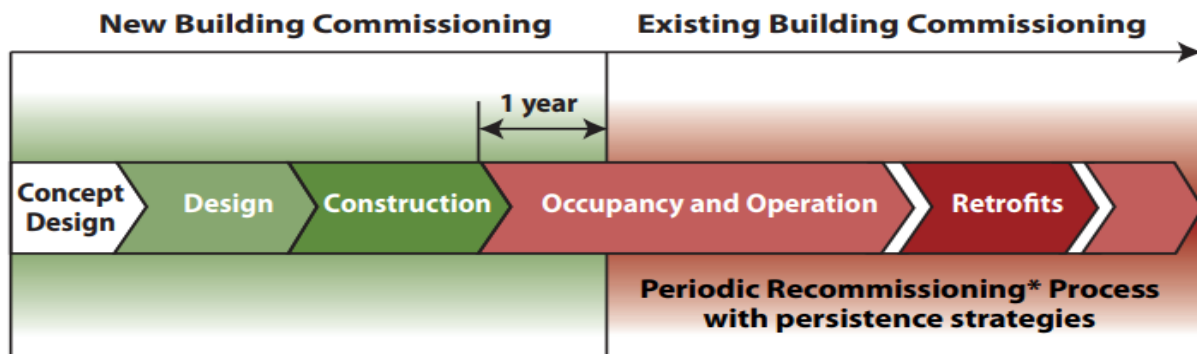 New Building Commissioning
Existing Building Commissioning
1 year
Concept
Design
Design
Construction
Occupancy and Operation
Retrofits
Periodic Recommissioning* Process
with persistence strategies